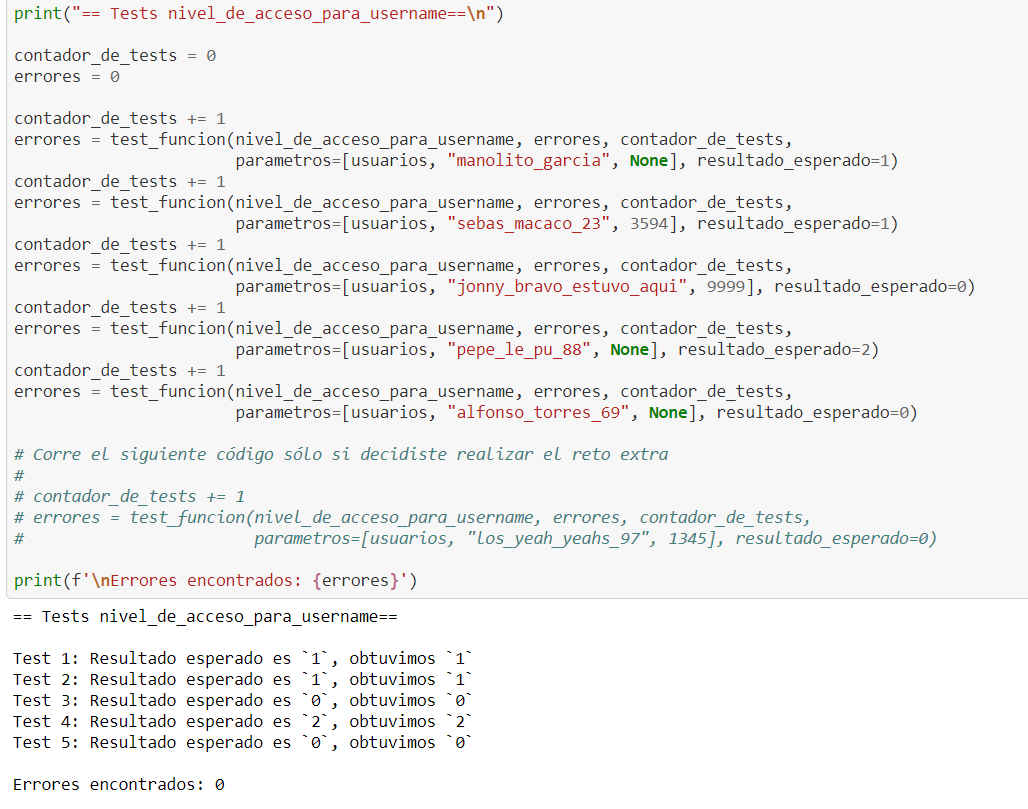 print("== Tests nivel_de_acceso_para_username==\n")

contador_de_tests = 0
errores = 0

contador_de_tests += 1
errores = test_funcion(nivel_de_acceso_para_username, errores, contador_de_tests,
                       parametros=[usuarios, "manolito_garcia", None], resultado_esperado=1)
contador_de_tests += 1
errores = test_funcion(nivel_de_acceso_para_username, errores, contador_de_tests,
                       parametros=[usuarios, "sebas_macaco_23", 3594], resultado_esperado=1)
contador_de_tests += 1
errores = test_funcion(nivel_de_acceso_para_username, errores, contador_de_tests,
                       parametros=[usuarios, "jonny_bravo_estuvo_aqui", 9999], resultado_esperado=0)
contador_de_tests += 1
errores = test_funcion(nivel_de_acceso_para_username, errores, contador_de_tests,
                       parametros=[usuarios, "pepe_le_pu_88", None], resultado_esperado=2)
contador_de_tests += 1
errores = test_funcion(nivel_de_acceso_para_username, errores, contador_de_tests,
                       parametros=[usuarios, "alfonso_torres_69", None], resultado_esperado=0)

# Corre el siguiente código sólo si decidiste realizar el reto extra
#
# contador_de_tests += 1
# errores = test_funcion(nivel_de_acceso_para_username, errores, contador_de_tests,
#                        parametros=[usuarios, "los_yeah_yeahs_97", 1345], resultado_esperado=0)

print(f'\nErrores encontrados: {errores}')
== Tests nivel_de_acceso_para_username==

Test 1: Resultado esperado es `1`, obtuvimos `1`
Test 2: Resultado esperado es `1`, obtuvimos `1`
Test 3: Resultado esperado es `0`, obtuvimos `0`
Test 4: Resultado esperado es `2`, obtuvimos `2`
Test 5: Resultado esperado es `0`, obtuvimos `0`

Errores encontrados: 0